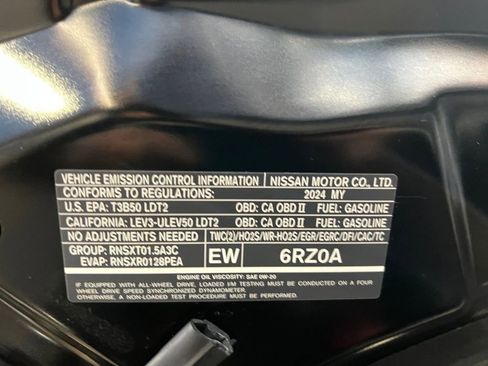 VEHICLE EMISSION CONTROL INFORMATION NISSAN MOTOR CO., LTD.
CONFORMS TO REGULATIONS: 2024 MY
U.S. EPA: T3B50 LDT2 OBD: CA OBD II FUEL: GASOLINE
CALIFORNIA: LEV3-ULEV50 LDT2 OBD: CA OBD II FUEL: GASOLINE
NO ADJUSTMENTS NEEDED TWC(2)/HO2S/WR-HO2S/EGR/EGRC/DFI/CAC/TC
GROUP: RNSXT01.5A3C
EVAP: RNSXR0128PEA
EW 6RZ0A
ENGINE OIL VISCOSITY: SAE 0W-20
IF EQUIPPED WITH ALL-WHEEL DRIVE, LOADED I/M TESTING MUST BE CONDUCTED ON A FOUR
WHEEL DRIVE SPEED SYNCHRONIZED DYNAMOMETER.
OTHERWISE, A NON-LOADED TEST PROCEDURE MUST BE PERFORMED.